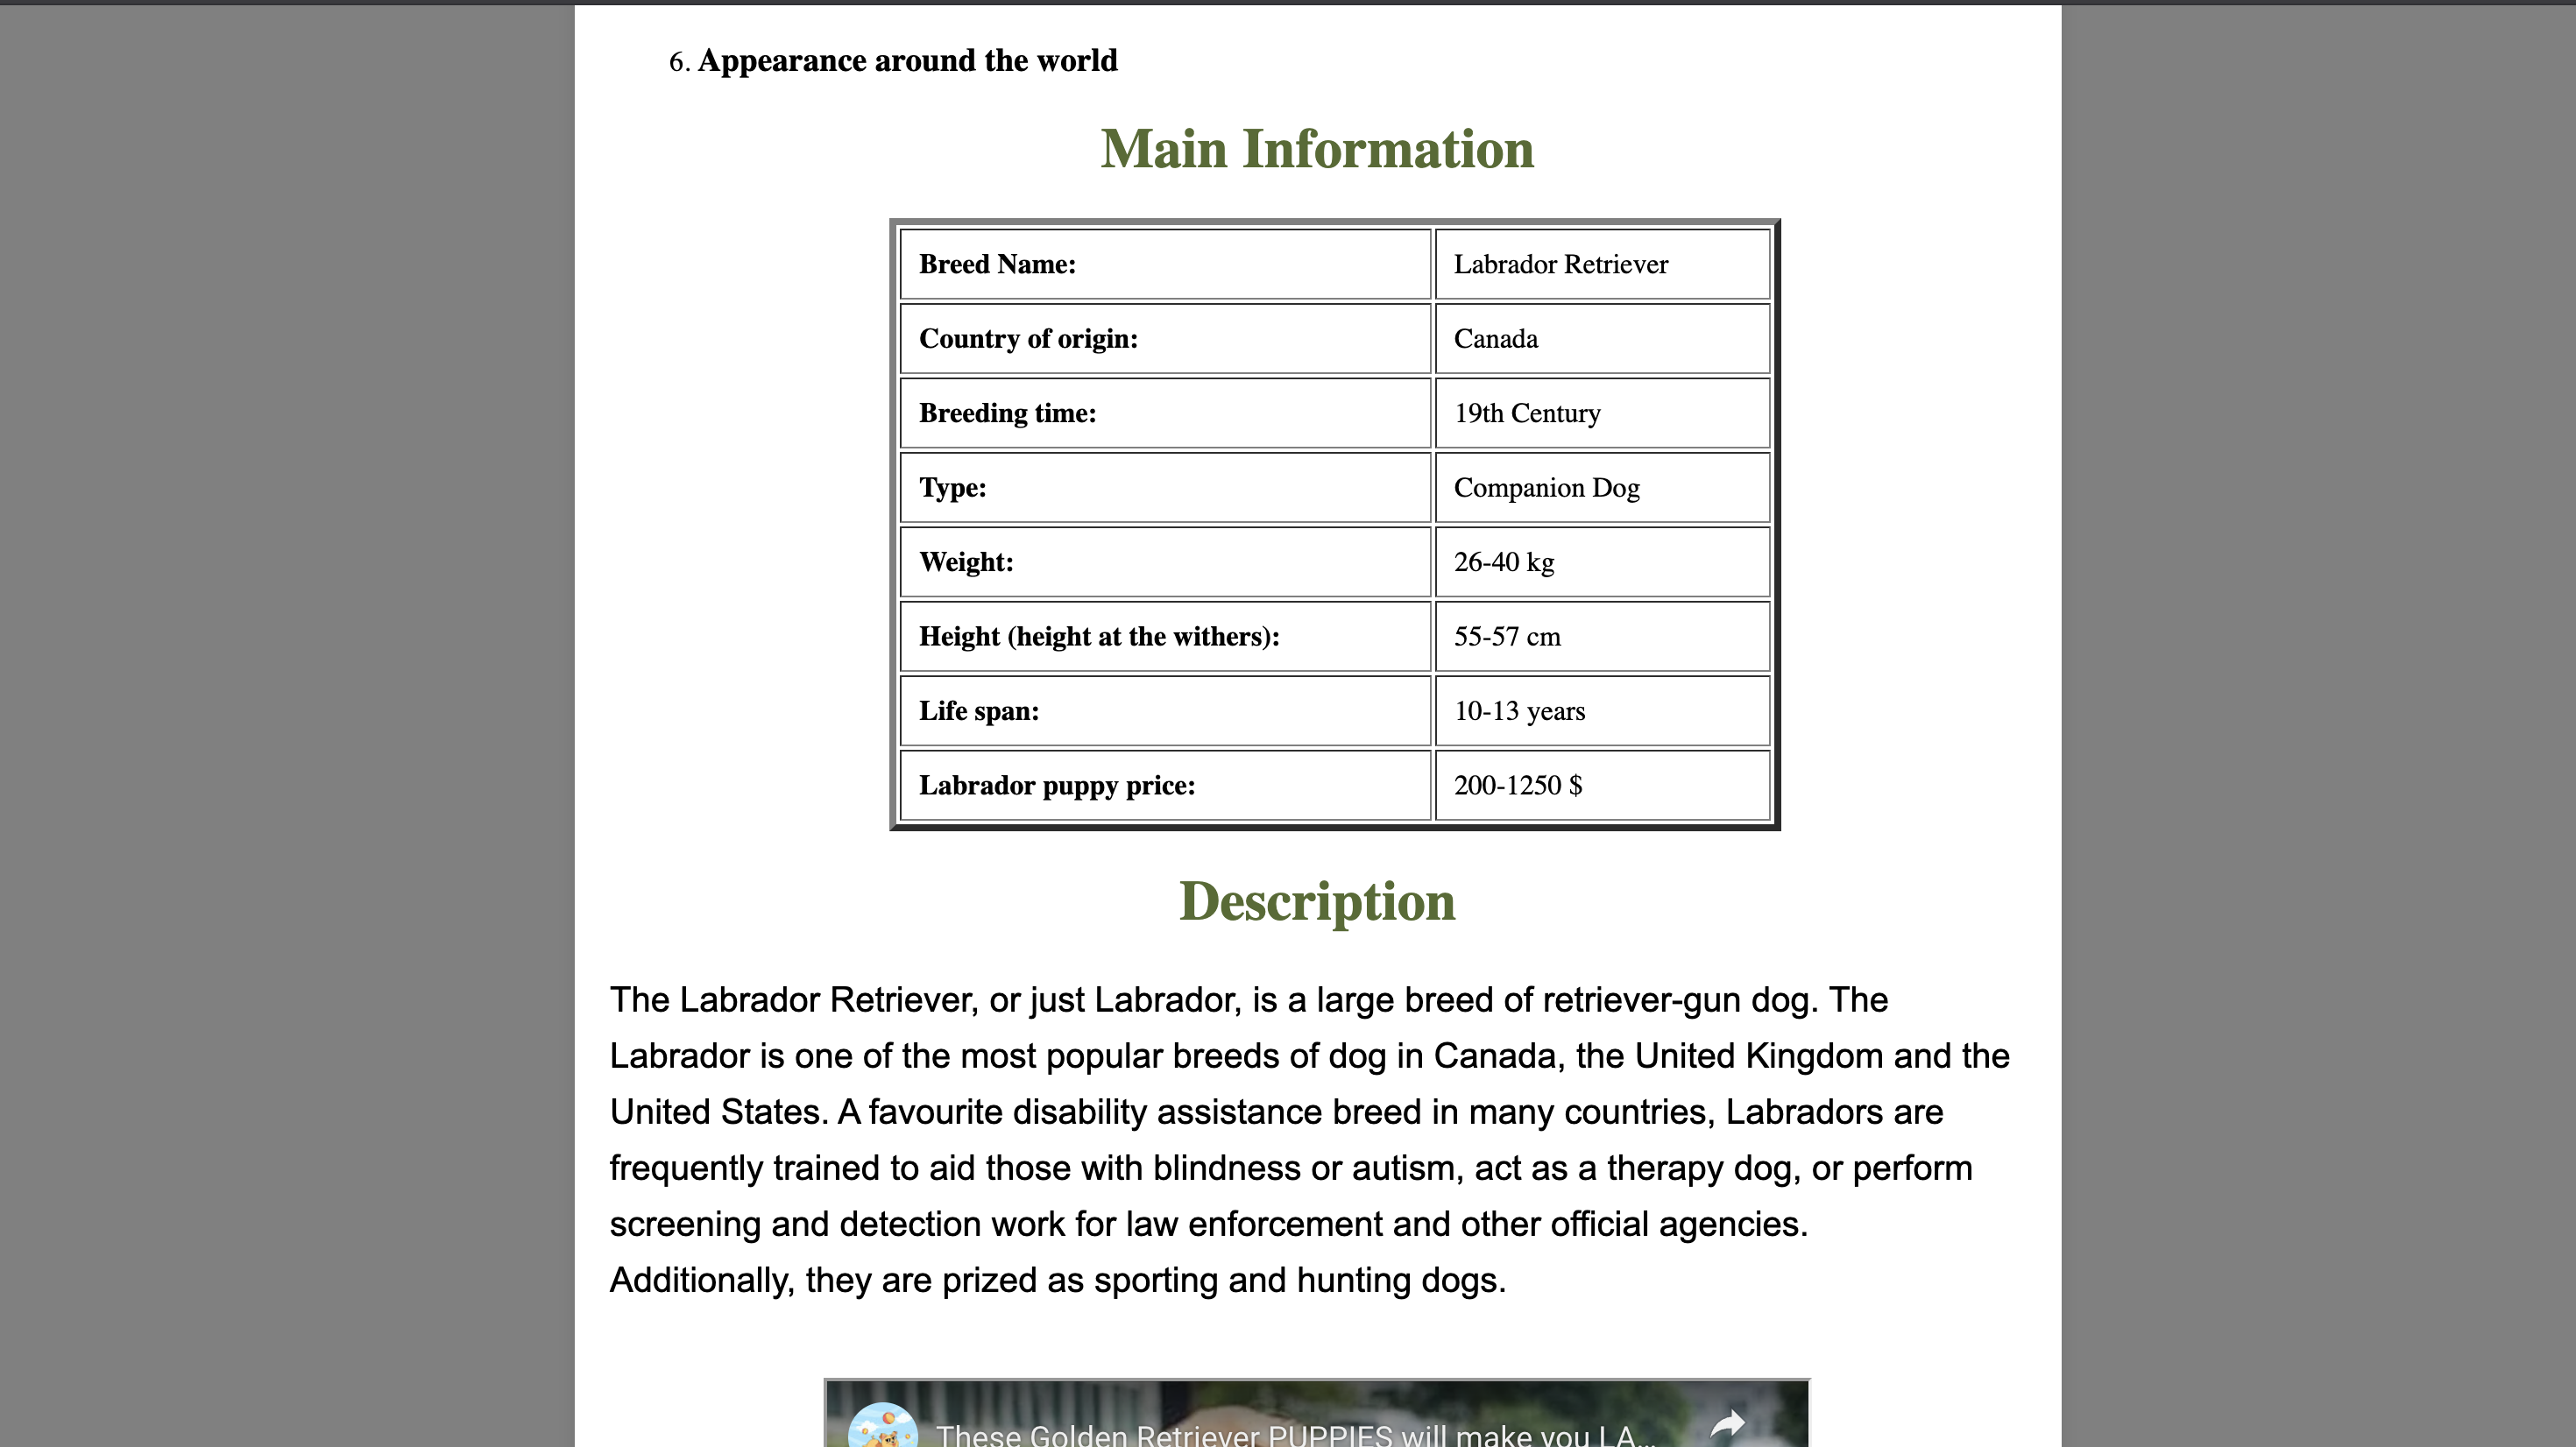 6. Appearance around the world
Main Information
Breed Name: Labrador Retriever
Country of origin: Canada
Breeding time: 19th Century
Type: Companion Dog
Weight: 26-40 kg
Height (height at the withers): 55-57 cm
Life span: 10-13 years
Labrador puppy price: 200-1250 $
Description
The Labrador Retriever, or just Labrador, is a large breed of retriever-gun dog. The
Labrador is one of the most popular breeds of dog in Canada, the United Kingdom and the
United States. A favourite disability assistance breed in many countries, Labradors are
frequently trained to aid those with blindness or autism, act as a therapy dog, or perform
screening and detection work for law enforcement and other official agencies.
Additionally, they are prized as sporting and hunting dogs.
These Golden Retriever PUPPIES will make you LA...